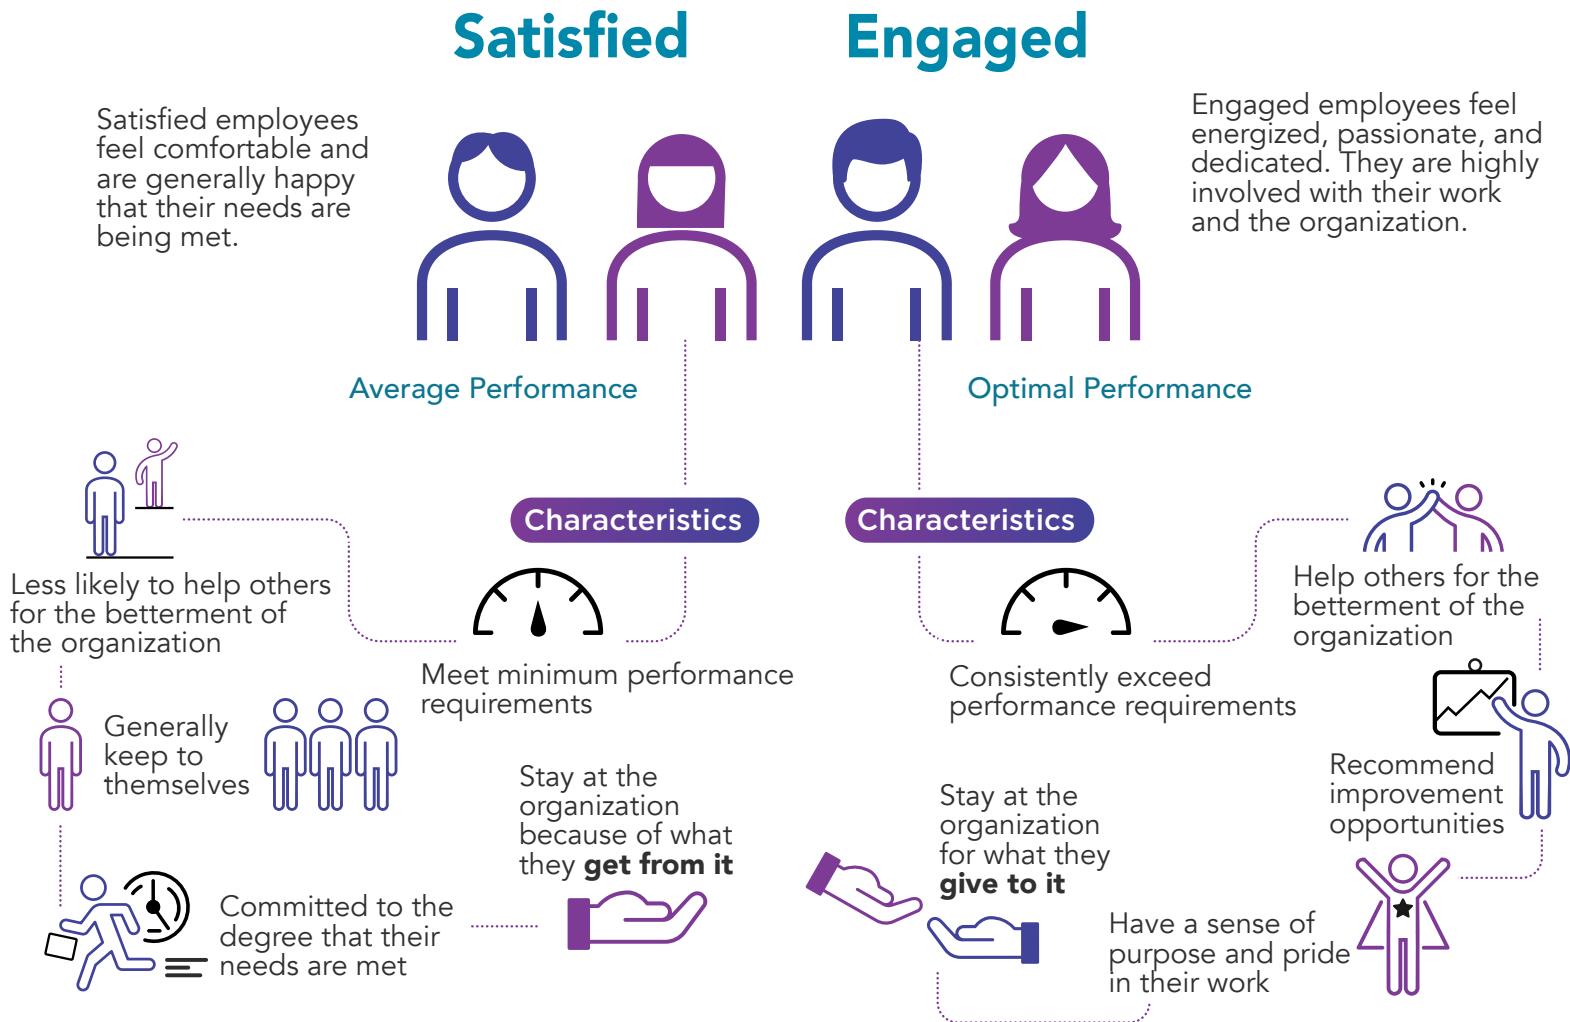 Satisfied
Engaged
Satisfied employees
feel comfortable and
are generally happy
that their needs are
being met.
Engaged employees feel
energized, passionate, and
dedicated. They are highly
involved with their work
and the organization.
Average Performance
Optimal Performance
Characteristics
Characteristics
Less likely to help others
for the betterment of
the organization
Meet minimum performance
requirements
Generally
keep to
themselves
Committed to the
degree that their
needs are met
Stay at the
organization
because of what
they get from it
Consistently exceed
performance requirements
Help others for the
betterment of the
organization
Recommend
improvement
opportunities
Have a sense of
purpose and pride
in their work
Stay at the
organization
for what they
give to it